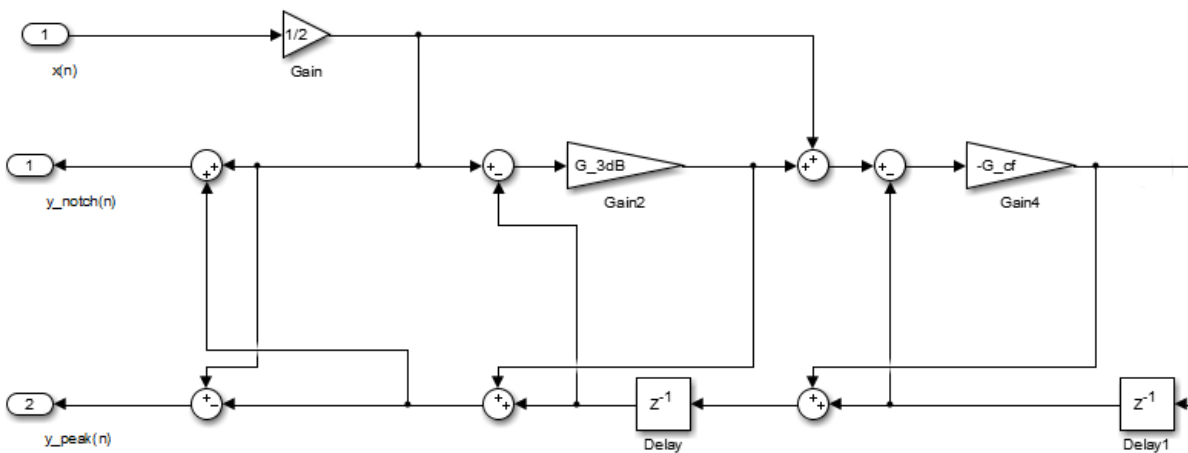 1
1/2
x(n)
Gain
1
+
+
+
−
G_3dB
+
+
+
−
-G_cf
y_notch(n)
Gain2
Gain4
2
+
−
+
+
z-1
+
+
z-1
y_peak(n)
Delay
Delay1